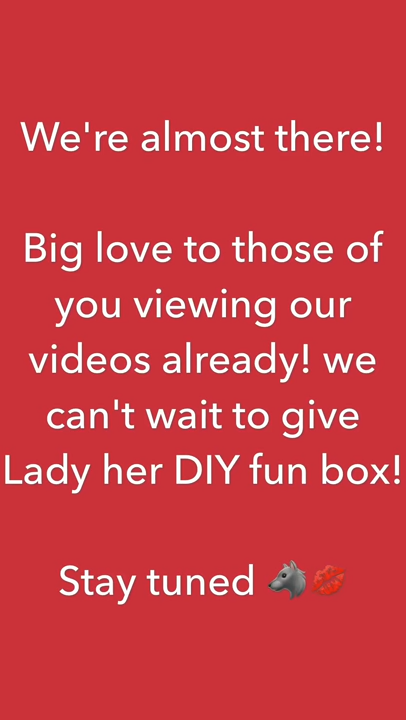 We're almost there!
Big love to those of
you viewing our
videos already! we
can't wait to give
Lady her DIY fun box!
Stay tuned 🐺💋